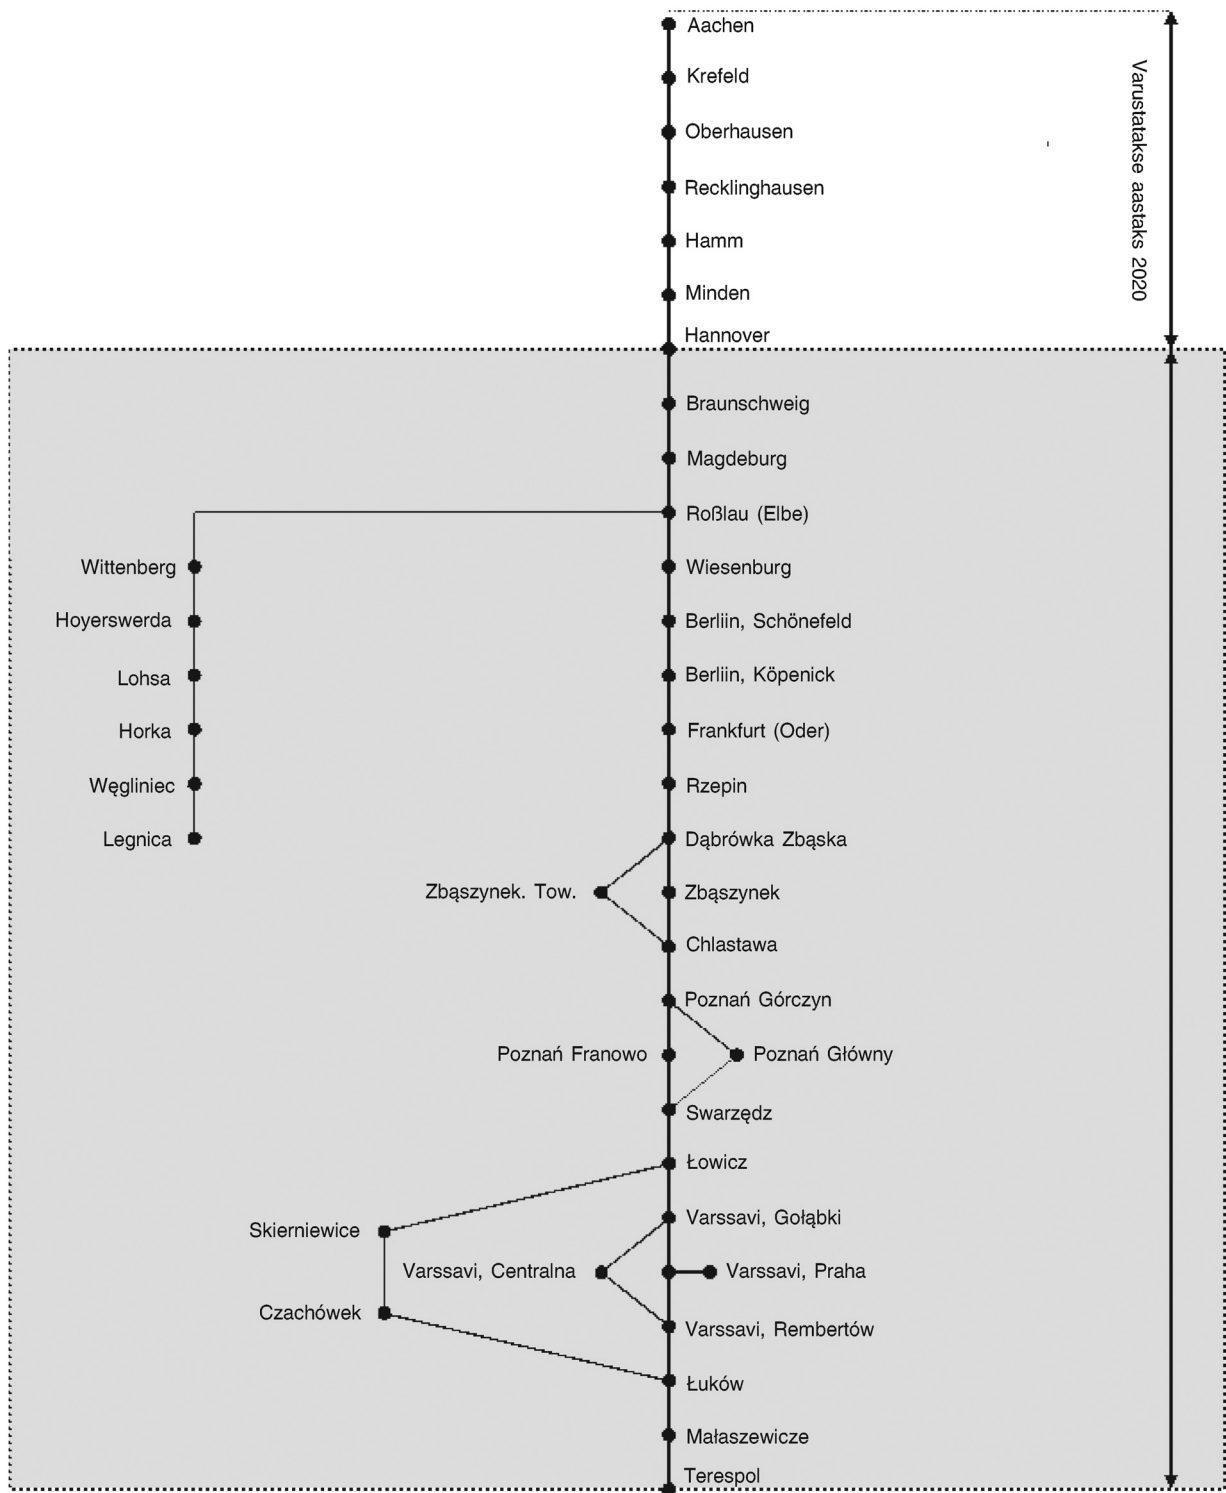 Aachen
Krefeld
Oberhausen
Recklinghausen
Hamm
Minden
Hannover
Varustatakse aastaks 2020
Braunschweig
Magdeburg
Roßlau (Elbe)
Wittenberg
Wiesenburg
Hoyerswerda
Berliin, Schönefeld
Lohsa
Berliin, Köpenick
Horka
Frankfurt (Oder)
Węgliniec
Rzepin
Legnica
Dąbrówka Zbąska
Zbąszynek. Tow.
Zbąszynek
Chlastawa
Poznań Górczyn
Poznań Franowo
Poznań Główny
Swarzędz
Łowicz
Skierniewice
Varssavi, Gołąbki
Varssavi, Centralna
Varssavi, Praha
Czachówek
Varssavi, Rembertów
Łuków
Małaszewicze
Terespol